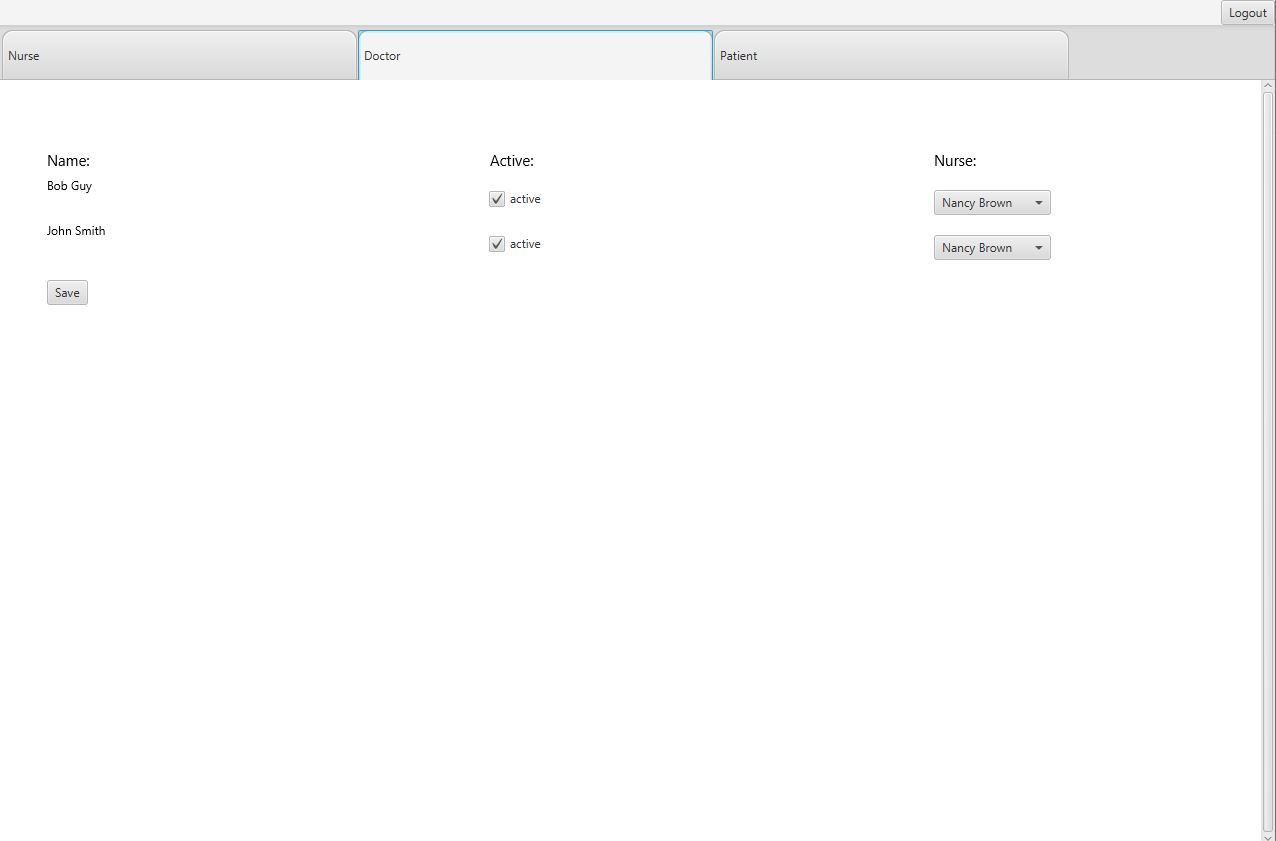 Logout
Nurse Doctor Patient
Name: Active: Nurse:
Bob Guy active Nancy Brown
John Smith active Nancy Brown
Save